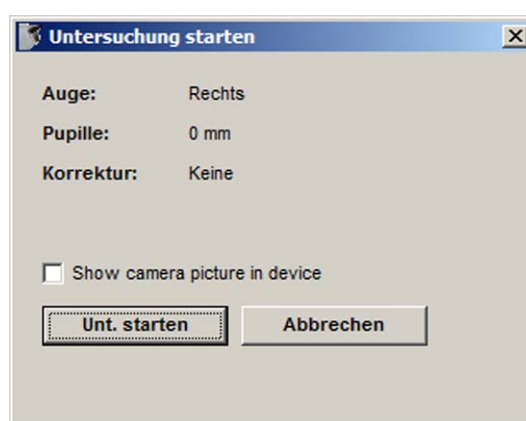 Untersuchung starten
Auge: Rechts
Pupille: 0 mm
Korrektur: Keine
Show camera picture in device
Unt. starten Abbrechen